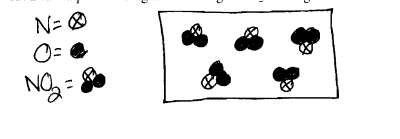 N=
O=
NO₂=